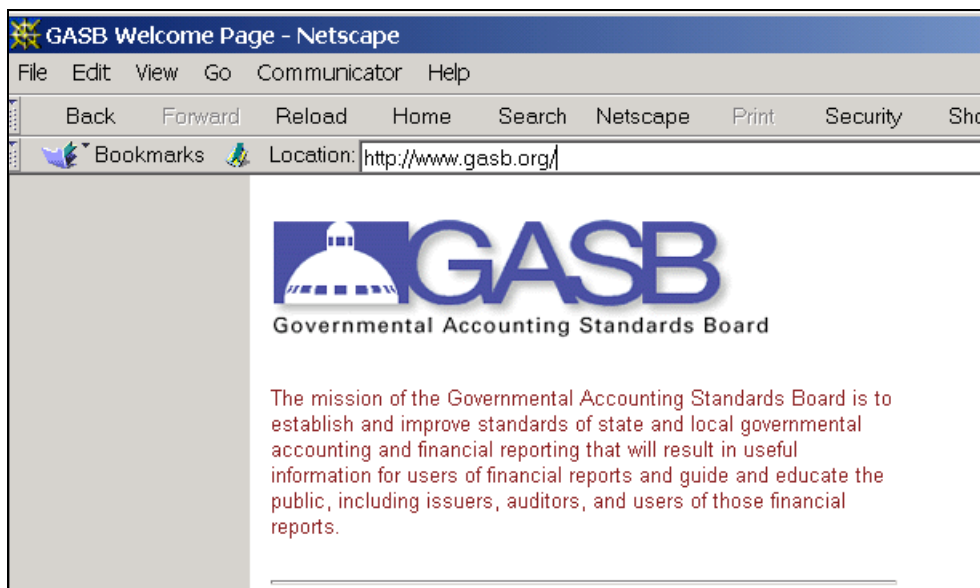 GASB Welcome Page - Netscape
File Edit View Go Communicator Help
Back Forward Reload Home Search Netscape Print Security Sho
Bookmarks Location: http://www.gasb.org/
GASB
Governmental Accounting Standards Board
The mission of the Governmental Accounting Standards Board is to
establish and improve standards of state and local governmental
accounting and financial reporting that will result in useful
information for users of financial reports and guide and educate the
public, including issuers, auditors, and users of those financial
reports.